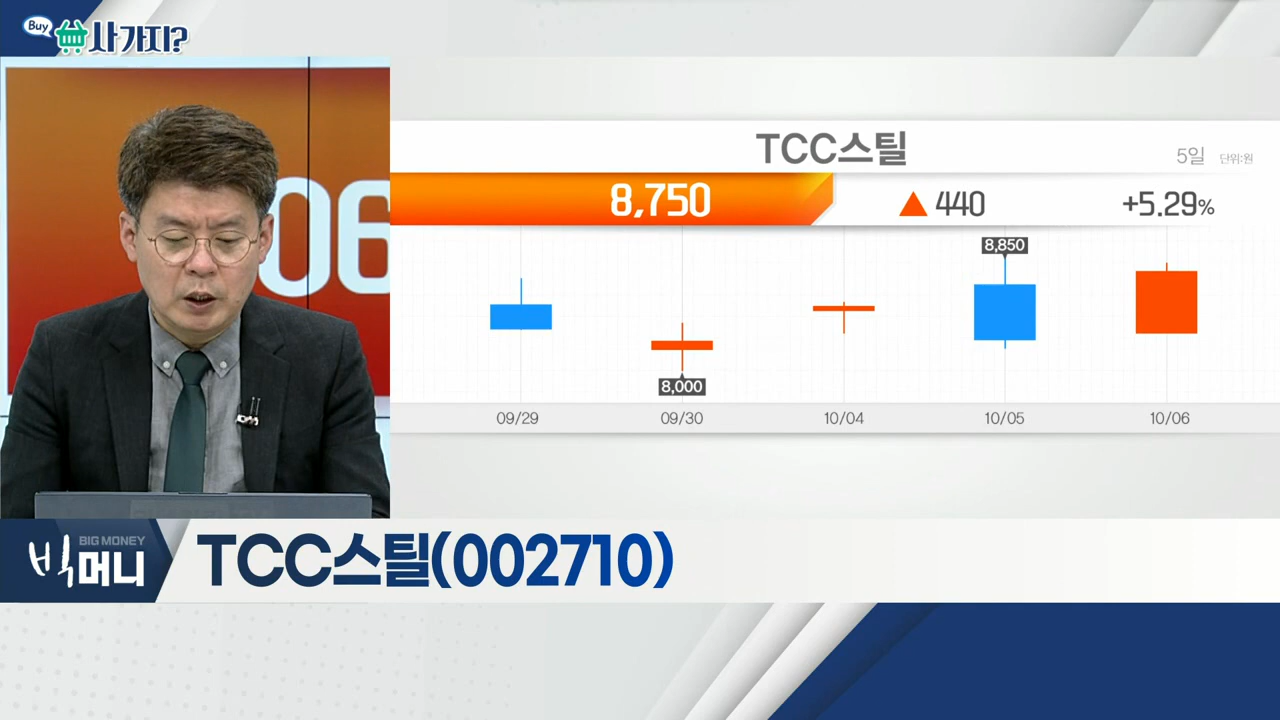 Buy
사가지?
06
TCC스틸
5일 단위:원
8,750 ▲ 440 +5.29%
8,850
8,000
09/29 09/30 10/04 10/05 10/06
BIG MONEY
빅머니
TCC스틸(002710)